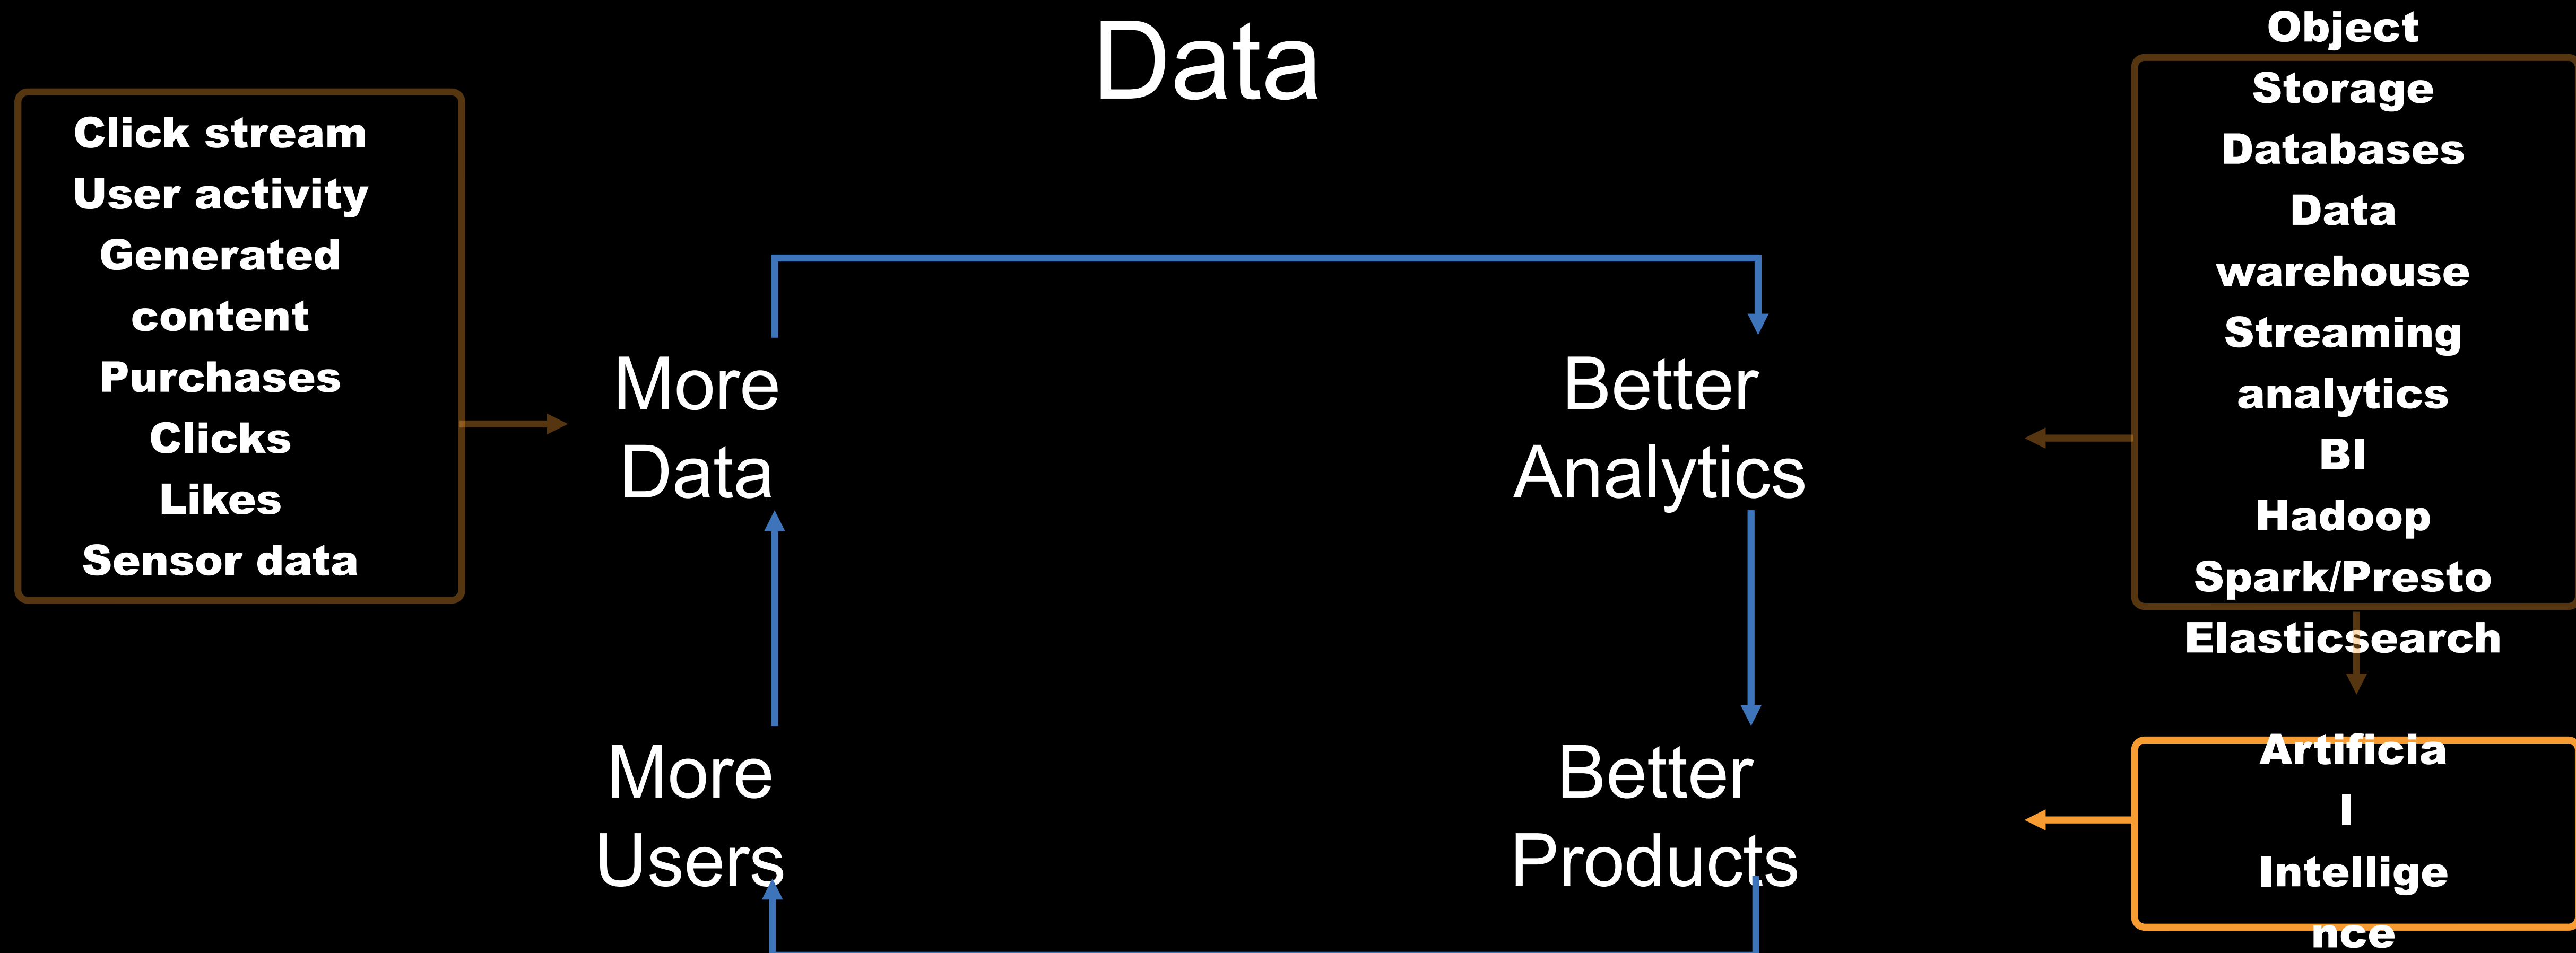 Data
Click stream
User activity
Generated
content
Purchases
Clicks
Likes
Sensor data
More
Data
Better
Analytics
More
Users
Better
Products
Object
Storage
Databases
Data
warehouse
Streaming
analytics
BI
Hadoop
Spark/Presto
Elasticsearch
Artificia
l
Intellige
nce